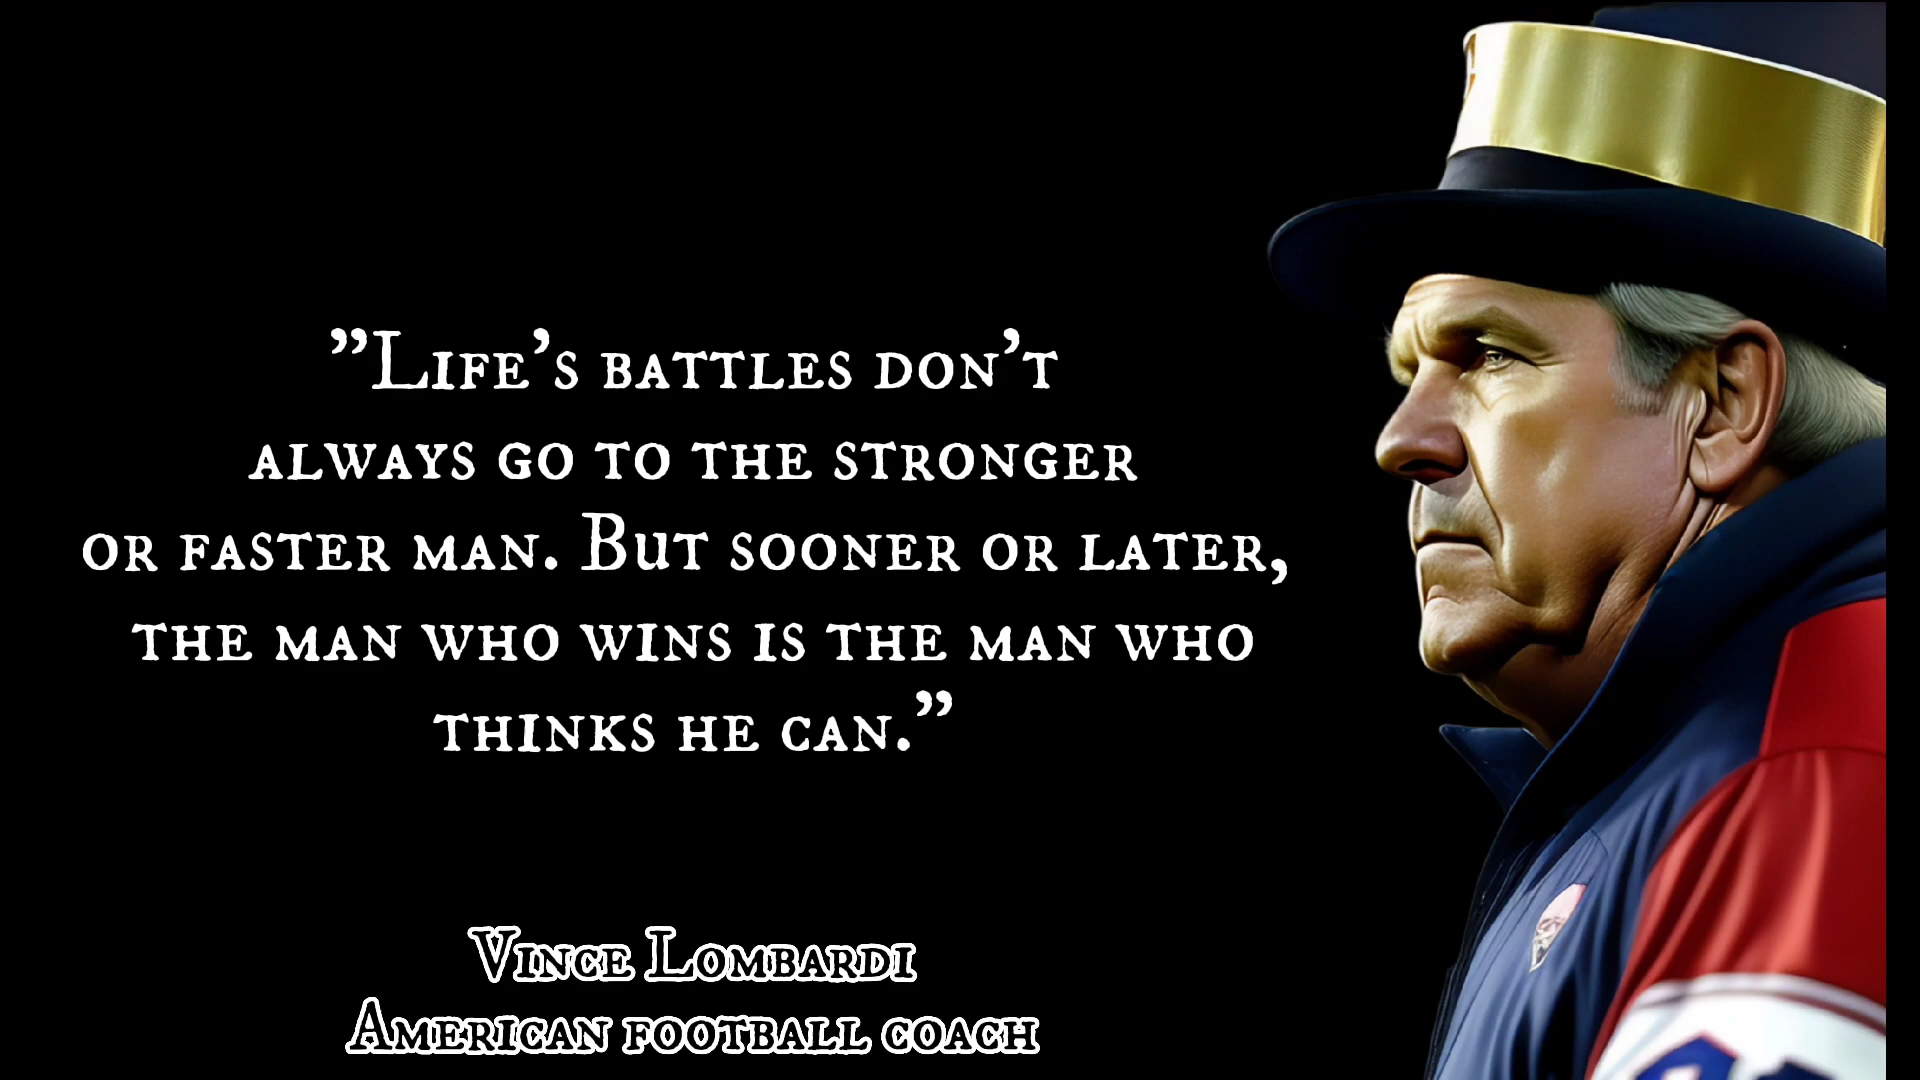 ”Life’s battles don’t
always go to the stronger
or faster man. But sooner or later,
the man who wins is the man who
thinks he can.”
Vince Lombardi
American football coach